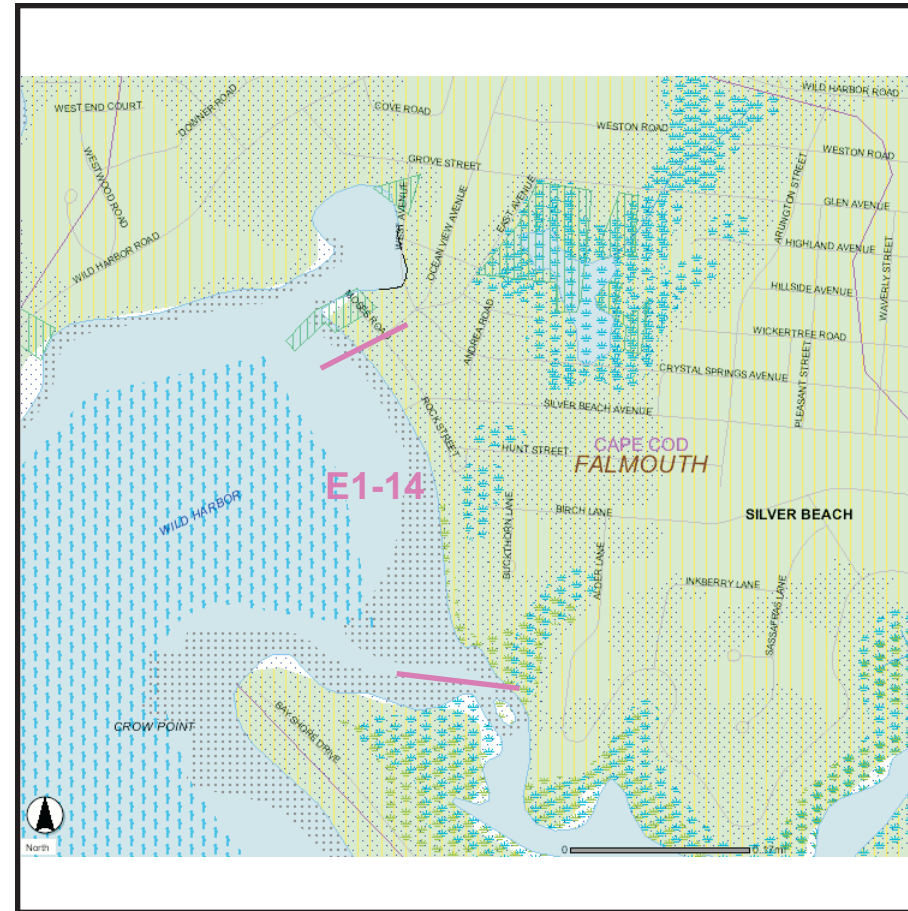 WILD HARBOR ROAD
WEST END COURT
DOWNER ROAD
COVE ROAD
WESTON ROAD
WESTON ROAD
WESTWOOD ROAD
GROVE STREET
ARLINGTON STREET
GLEN AVENUE
WEST AVENUE
OCEAN VIEW AVENUE
EAST AVENUE
WILD HARBOR ROAD
HIGHLAND AVENUE
WAVERLY STREET
HILLSIDE AVENUE
MOSES ROAD
ANDREA ROAD
WICKERTREE ROAD
CRYSTAL SPRINGS AVENUE
PLEASANT STREET
SILVER BEACH AVENUE
ROCK STREET
HUNT STREET
CAPE COD
FALMOUTH
E1-14
WILD HARBOR
BIRCH LANE
SILVER BEACH
BUCKTHORN LANE
ALDER LANE
INKBERRY LANE
SASSAFRAS LANE
CROW POINT
BAY SHORE DRIVE
North
0